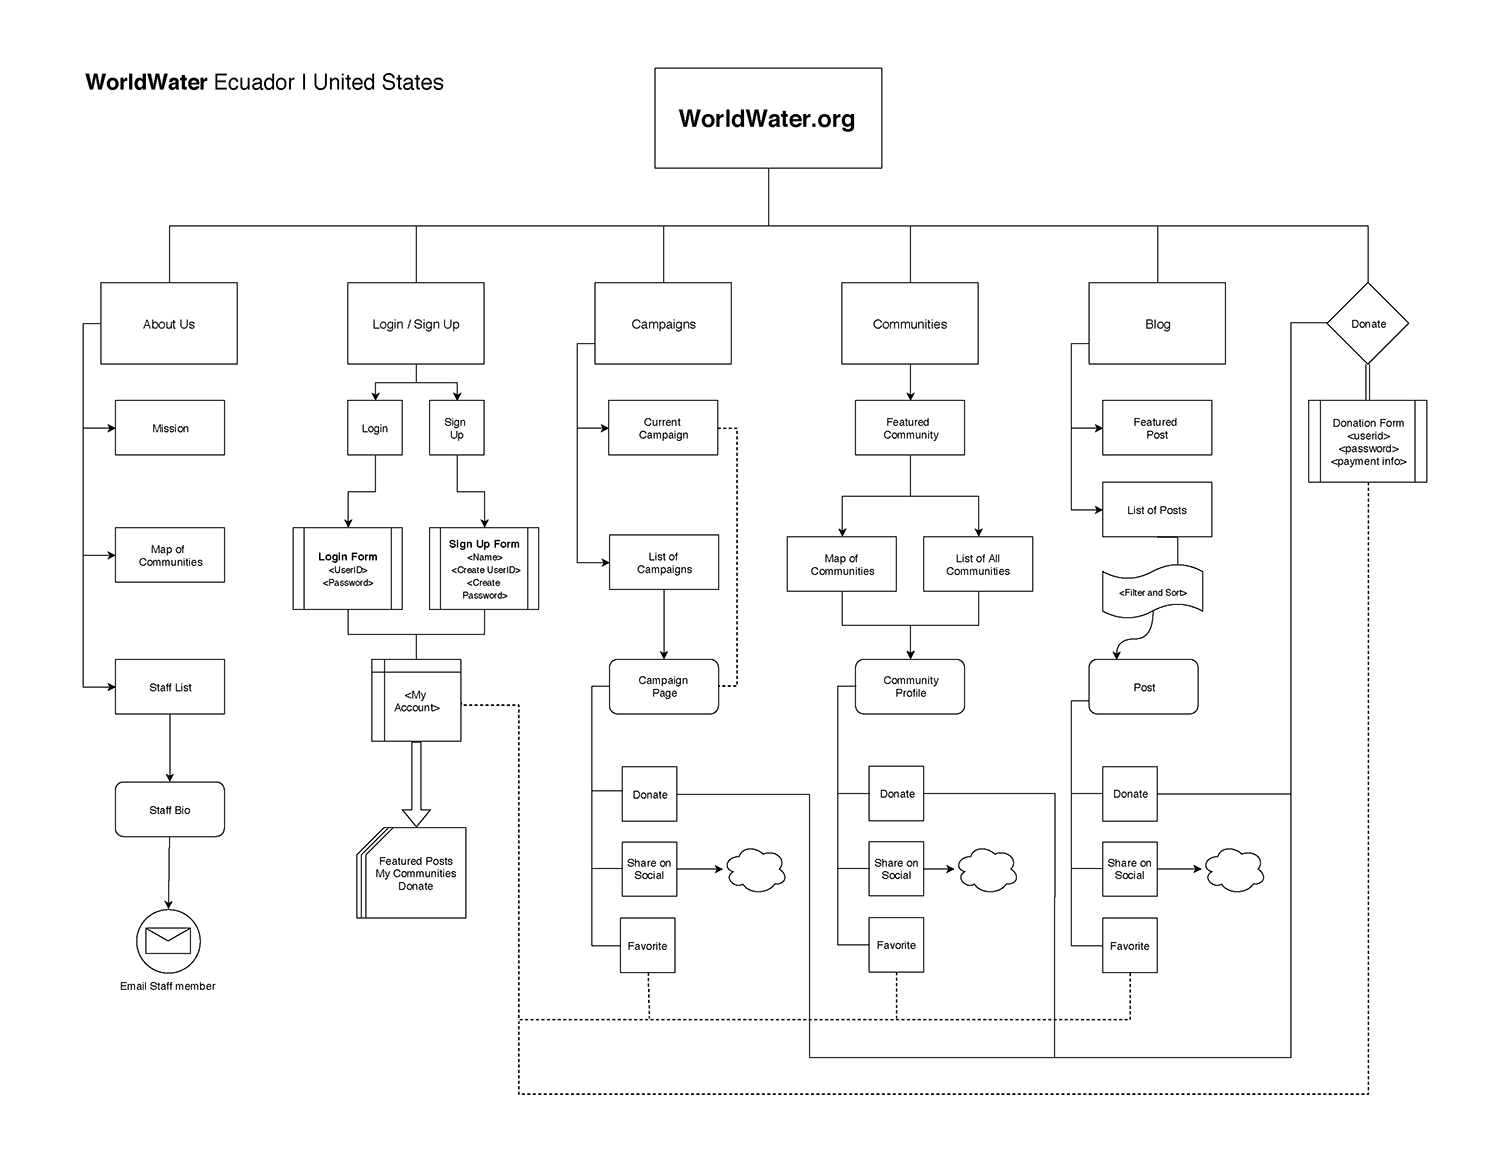 WorldWater Ecuador | United States
WorldWater.org
About Us
Login / Sign Up
Campaigns
Communities
Blog
Donate
Mission
Login
Sign
Up
Current
Campaign
Featured
Community
Featured
Post
Donation Form
<userid>
<password>
<payment info>
List of Posts
Map of
Communities
Login Form
<UserID>
<Password>
Sign Up Form
<Name>
<Create UserID>
<Create
Password>
List of
Campaigns
Map of
Communities
List of All
Communities
<Filter and Sort>
Staff List
<My
Account>
Campaign
Page
Community
Profile
Post
Staff Bio
Donate
Donate
Donate
Featured Posts
My Communities
Donate
Share on
Social
Share on
Social
Share on
Social
Favorite
Favorite
Favorite
Email Staff member